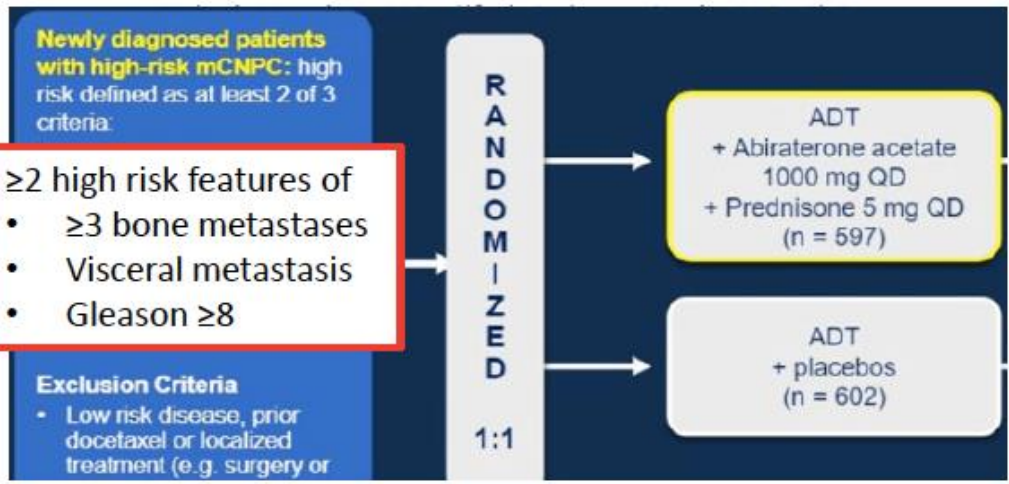 Newly diagnosed patients
with high-risk mCNPC: high
risk defined as at least 2 of 3
criteria:
≥2 high risk features of
• ≥3 bone metastases
• Visceral metastasis
• Gleason ≥8
Exclusion Criteria
• Low risk disease, prior
docetaxel or localized
treatment (e.g. surgery or
RANDOMIZED
1:1
ADT
+ Abiraterone acetate
1000 mg QD
+ Prednisone 5 mg QD
(n = 597)
ADT
+ placebos
(n = 602)